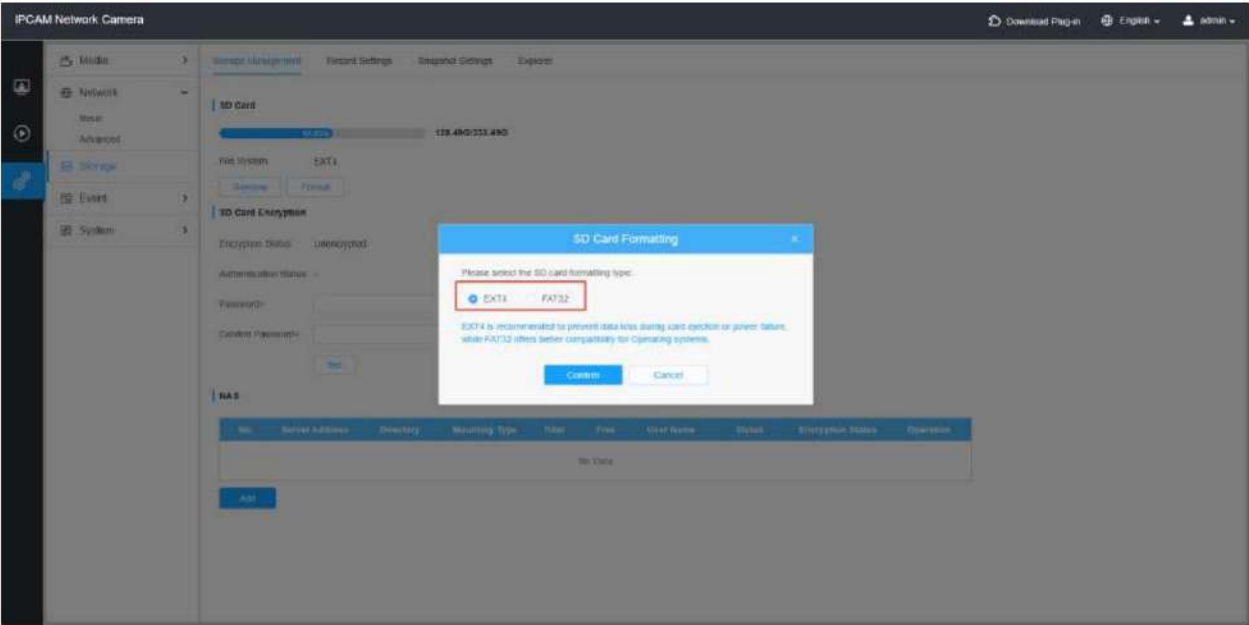 IPCAM Network Camera
Download Plug-in English admin
Media
Network
Basic
Advanced
Storage
Event
System
Storage Management Record Settings Snapshot Settings Explorer
SD Card
File System EXT4
Remove Format
SD Card Encryption
Encryption Status Unencrypted
Authentication Status -
Password
Confirm Password
Set
SD Card Formatting
Please select the SD card formatting type:
EXT4 FAT32
EXT4 is recommended to prevent data loss during card ejection or power failure,
while FAT32 offers better compatibility for Operating systems.
Confirm Cancel
NAS
No. Server Address Directory Mounting Type Total Free User Name Status Encryption Status Operation
No Data
Add